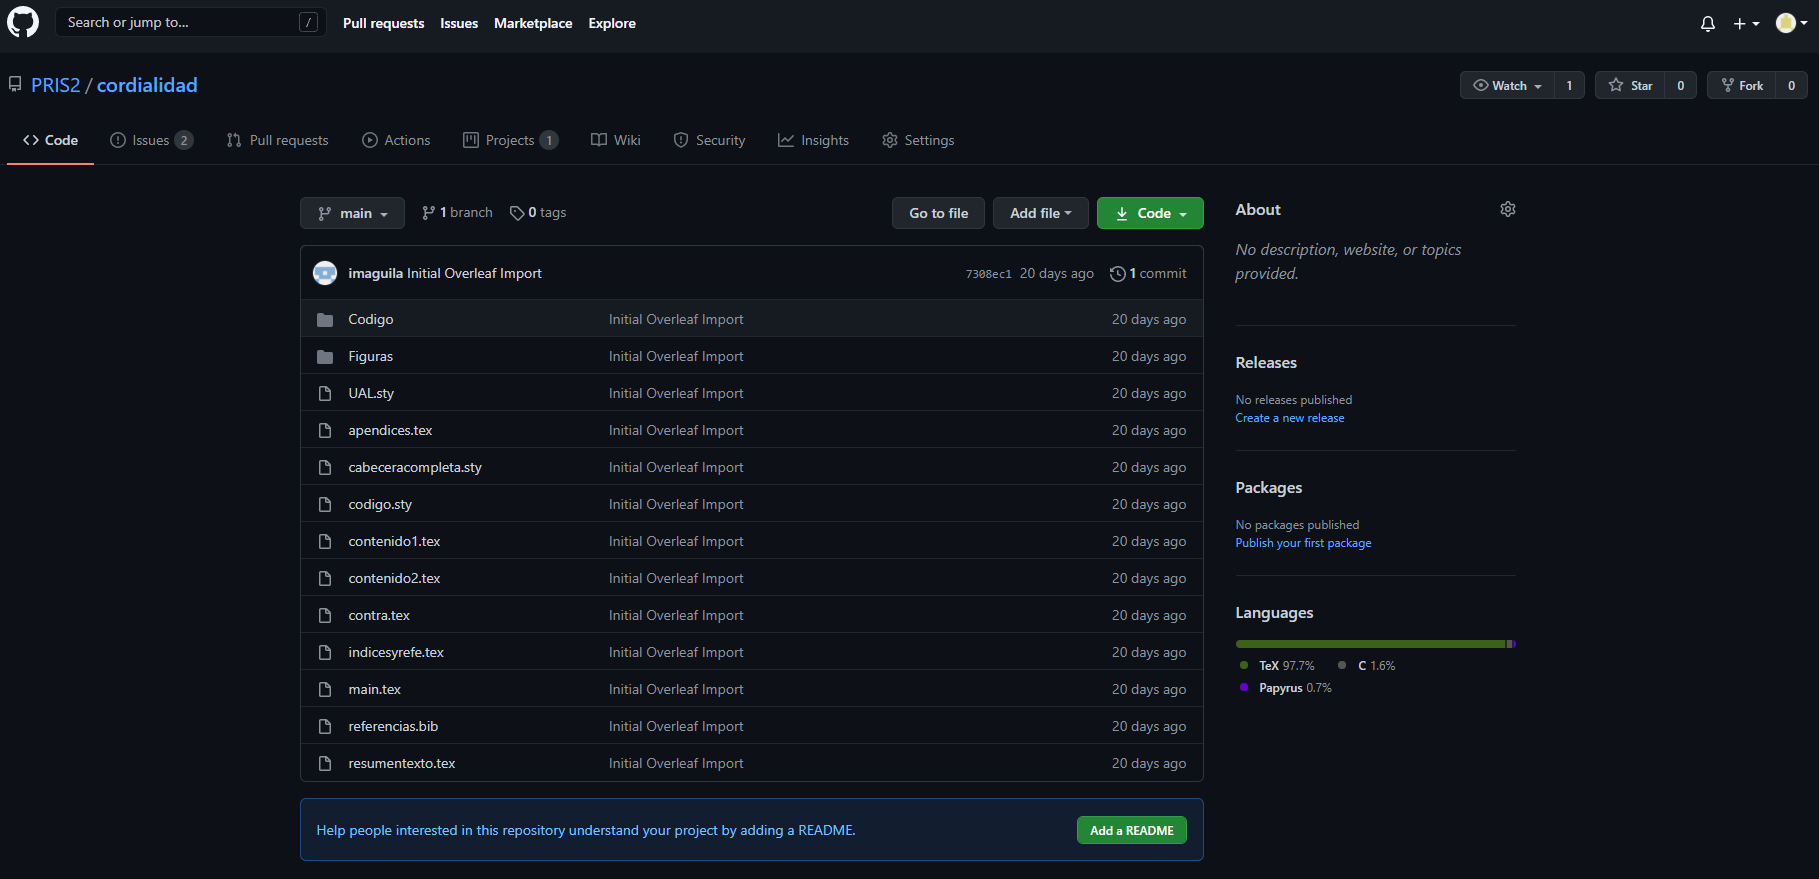 Search or jump to... /
Pull requests Issues Marketplace Explore
PRIS2 / cordialidad
Watch 1 Star 0 Fork 0
Code Issues 2 Pull requests Actions Projects 1 Wiki Security Insights Settings
main 1 branch 0 tags Go to file Add file Code
imaguila Initial Overleaf Import 7308ec1 20 days ago 1 commit
Codigo Initial Overleaf Import 20 days ago
Figuras Initial Overleaf Import 20 days ago
UAL.sty Initial Overleaf Import 20 days ago
apendices.tex Initial Overleaf Import 20 days ago
cabeceracompleta.sty Initial Overleaf Import 20 days ago
codigo.sty Initial Overleaf Import 20 days ago
contenido1.tex Initial Overleaf Import 20 days ago
contenido2.tex Initial Overleaf Import 20 days ago
contra.tex Initial Overleaf Import 20 days ago
indicesyrefe.tex Initial Overleaf Import 20 days ago
main.tex Initial Overleaf Import 20 days ago
referencias.bib Initial Overleaf Import 20 days ago
resumentexto.tex Initial Overleaf Import 20 days ago
Help people interested in this repository understand your project by adding a README. Add a README
About
No description, website, or topics
provided.
Releases
No releases published
Create a new release
Packages
No packages published
Publish your first package
Languages
TeX 97.7% C 1.6%
Papyrus 0.7%